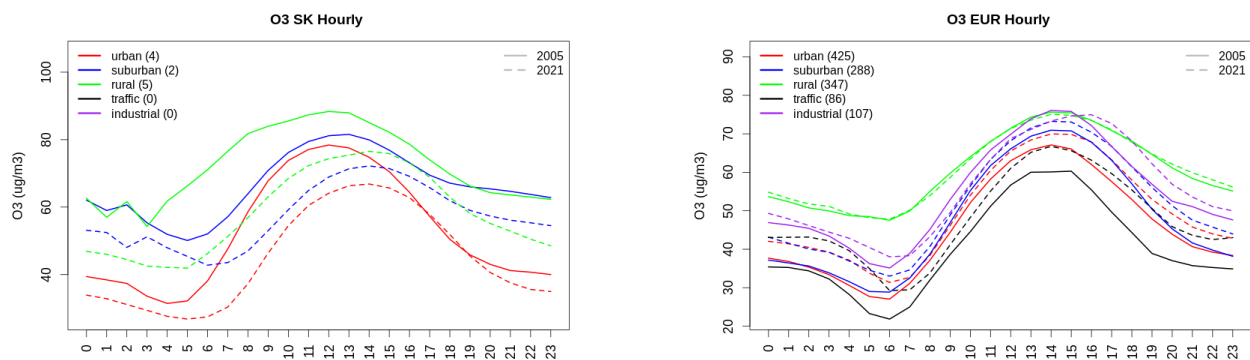 O3 SK Hourly
O3 (ug/m3)
40
60
80
100
urban (4)
suburban (2)
rural (5)
traffic (0)
industrial (0)
2005
2021
0 1 2 3 4 5 6 7 8 9 10 11 12 13 14 15 16 17 18 19 20 21 22 23
O3 EUR Hourly
O3 (ug/m3)
20
30
40
50
60
70
80
90
urban (425)
suburban (288)
rural (347)
traffic (86)
industrial (107)
2005
2021
0 1 2 3 4 5 6 7 8 9 10 11 12 13 14 15 16 17 18 19 20 21 22 23